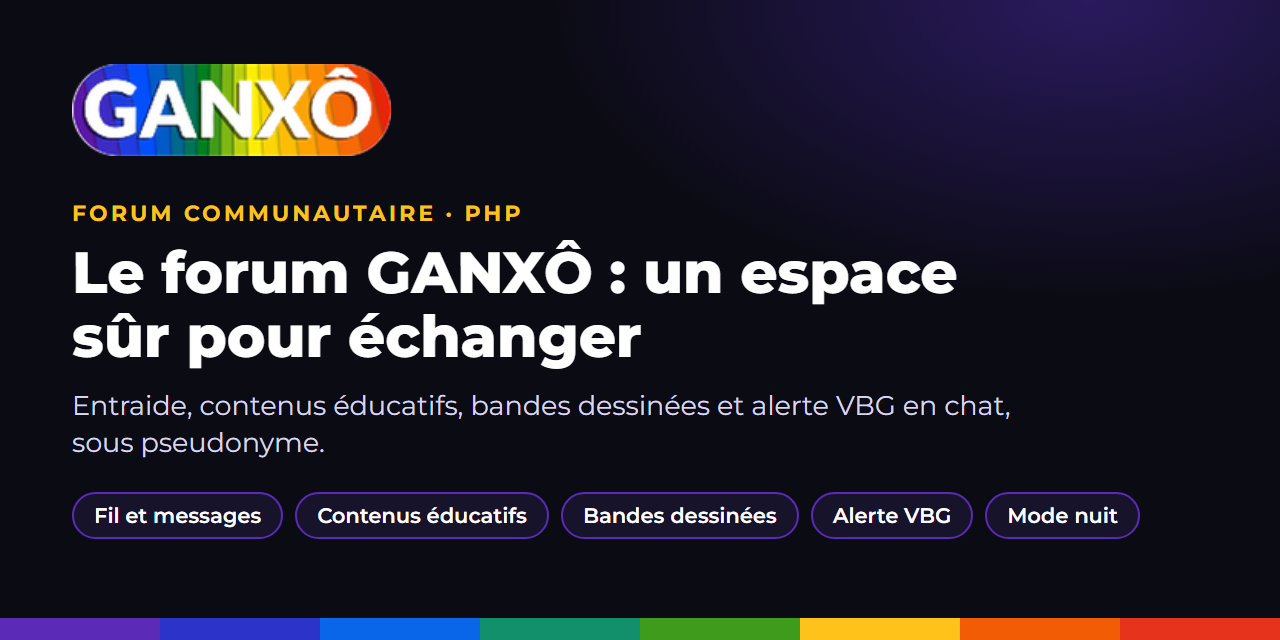 GANXÔ
FORUM COMMUNAUTAIRE · PHP
Le forum GANXÔ : un espace
sûr pour échanger
Entraide, contenus éducatifs, bandes dessinées et alerte VBG en chat,
sous pseudonyme.
Fil et messages
Contenus éducatifs
Bandes dessinées
Alerte VBG
Mode nuit